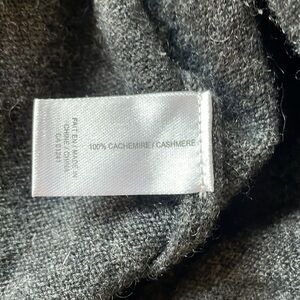 100% CACHEMIRE / CASHMERE
FAIT EN / MADE IN
CHINE / CHINA